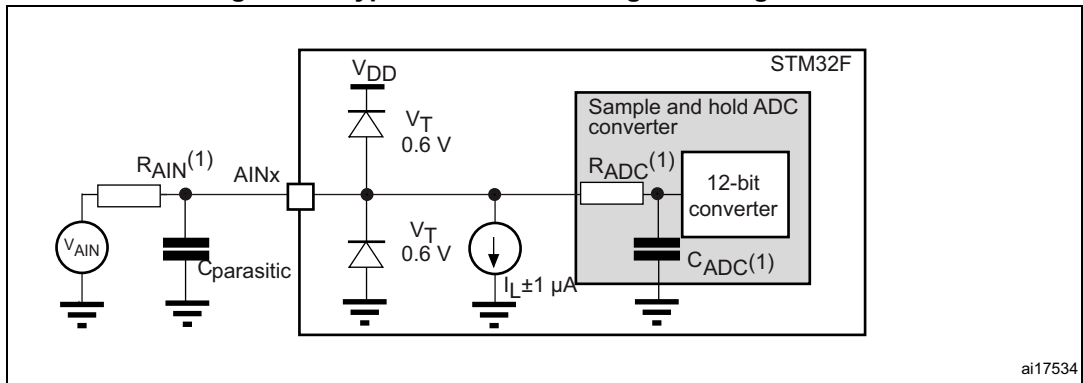 STM32F
VDD
Sample and hold ADC
converter
VT
0.6 V
RAIN(1)
AINx
RADC(1)
12-bit
converter
VAIN
VT
0.6 V
Cparasitic
IL±1 µA
CADC(1)
ai17534